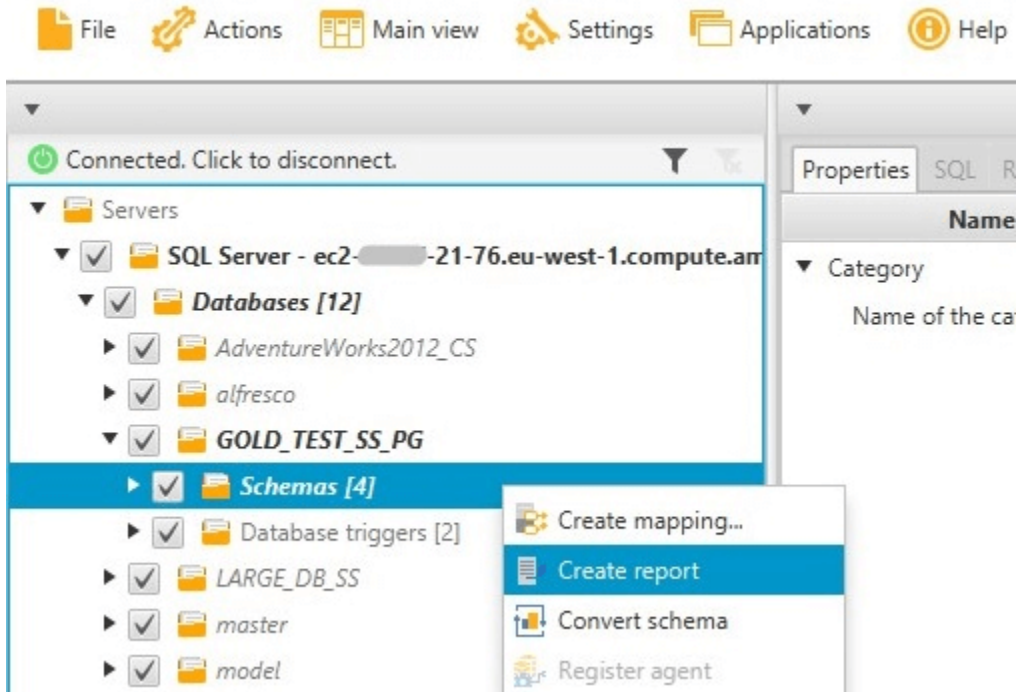 File Actions Main view Settings Applications Help
Connected. Click to disconnect.
Properties SQL R
Servers
Name
SQL Server - ec2- -21-76.eu-west-1.compute.am
Category
Databases [12]
Name of the cat
AdventureWorks2012_CS
alfresco
GOLD_TEST_SS_PG
Schemas [4]
Create mapping...
Database triggers [2]
Create report
LARGE_DB_SS
Convert schema
master
model
Register agent